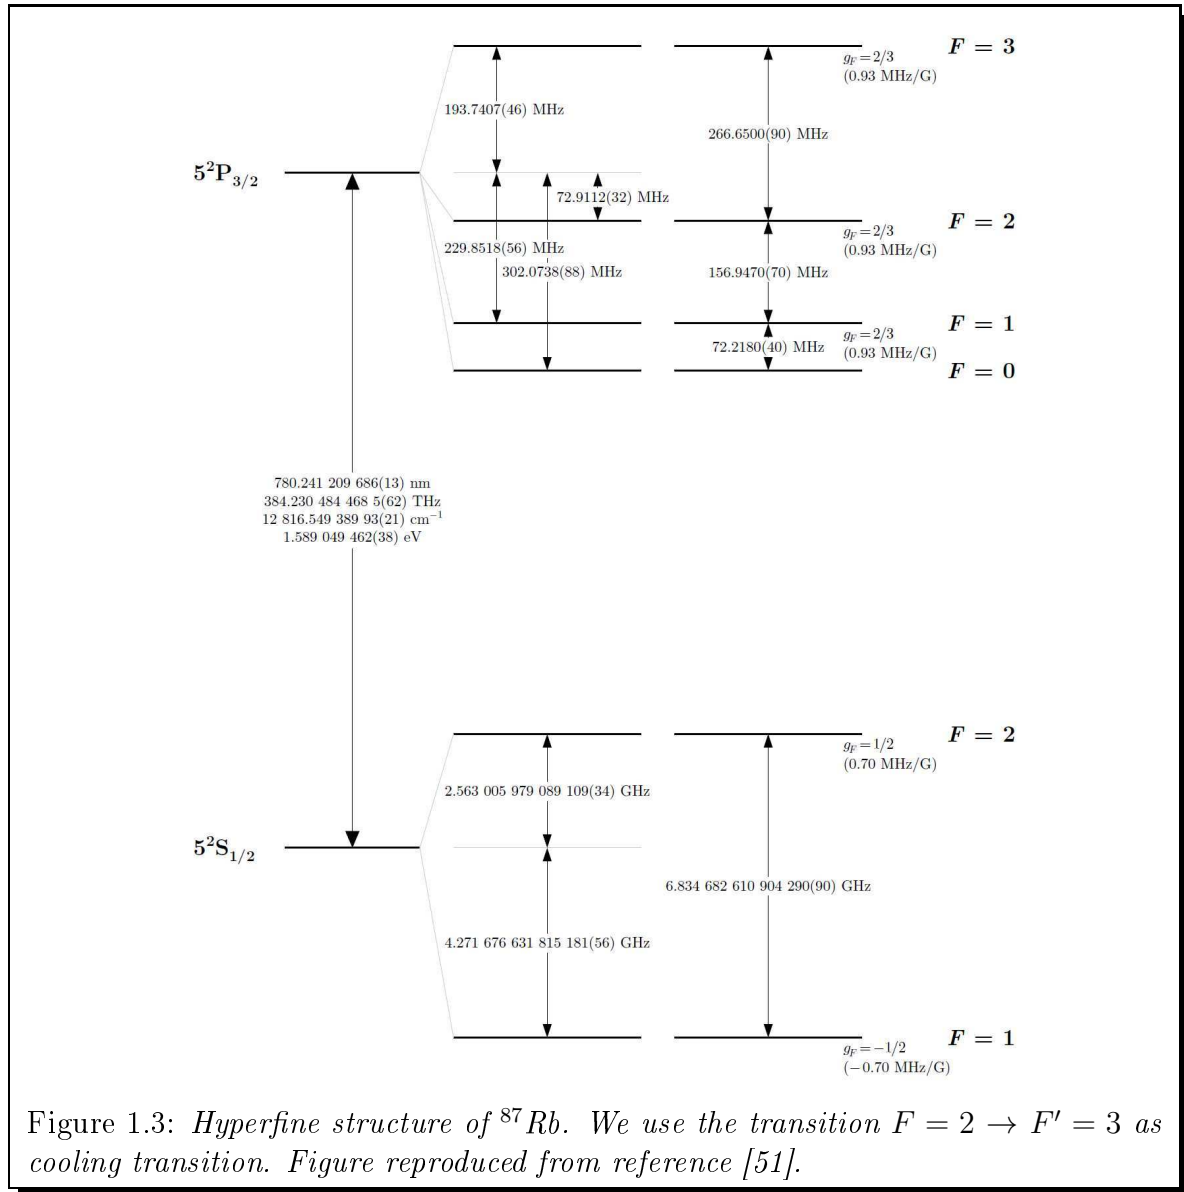 F = 3
g_F = 2/3
(0.93 MHz/G)
193.7407(46) MHz
266.6500(90) MHz
5²P₃/₂
72.9112(32) MHz
F = 2
g_F = 2/3
(0.93 MHz/G)
229.8518(56) MHz
302.0738(88) MHz
156.9470(70) MHz
F = 1
g_F = 2/3
(0.93 MHz/G)
72.2180(40) MHz
F = 0
780.241 209 686(13) nm
384.230 484 468 5(62) THz
12 816.549 389 93(21) cm⁻¹
1.589 049 462(38) eV
F = 2
g_F = 1/2
(0.70 MHz/G)
2.563 005 979 089 109(34) GHz
5²S₁/₂
6.834 682 610 904 290(90) GHz
4.271 676 631 815 181(56) GHz
F = 1
g_F = −1/2
(−0.70 MHz/G)
Figure 1.3: Hyperfine structure of ⁸⁷Rb. We use the transition F = 2 → F′ = 3 as
cooling transition. Figure reproduced from reference [51].